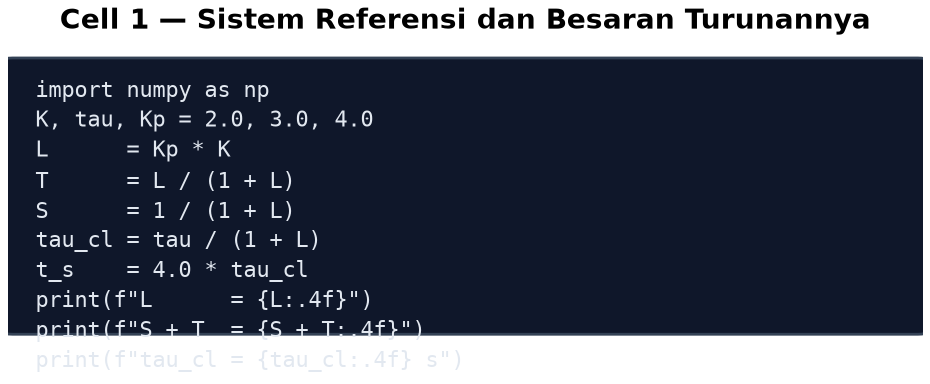 Cell 1 — Sistem Referensi dan Besaran Turunannya
import numpy as np
K, tau, Kp = 2.0, 3.0, 4.0
L      = Kp * K
T      = L / (1 + L)
S      = 1 / (1 + L)
tau_cl = tau / (1 + L)
t_s    = 4.0 * tau_cl
print(f"L      = {L:.4f}")
print(f"S + T  = {S + T:.4f}")
print(f"tau_cl = {tau_cl:.4f} s")